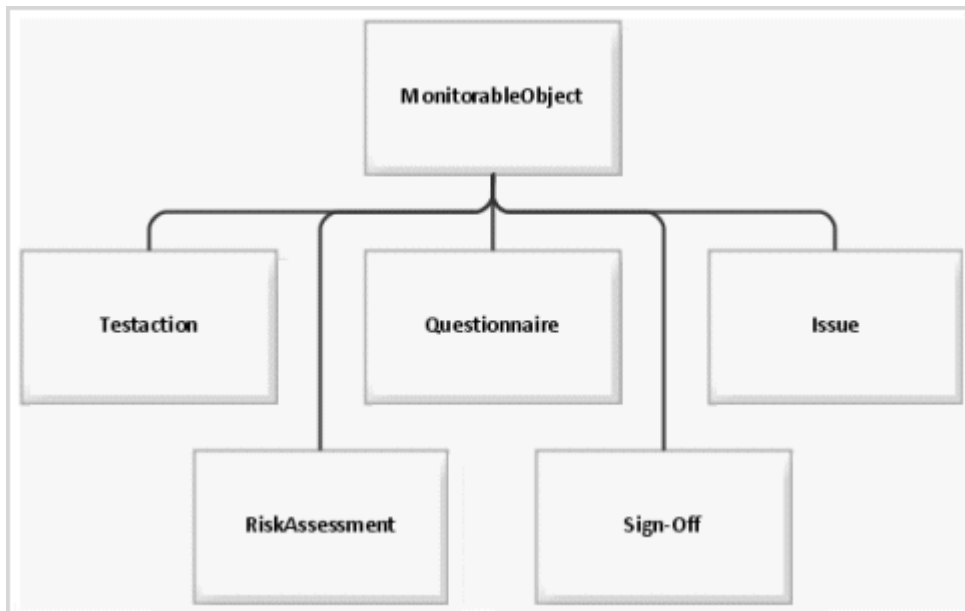 MonitorableObject
Testaction
Questionnaire
Issue
RiskAssessment
Sign-Off